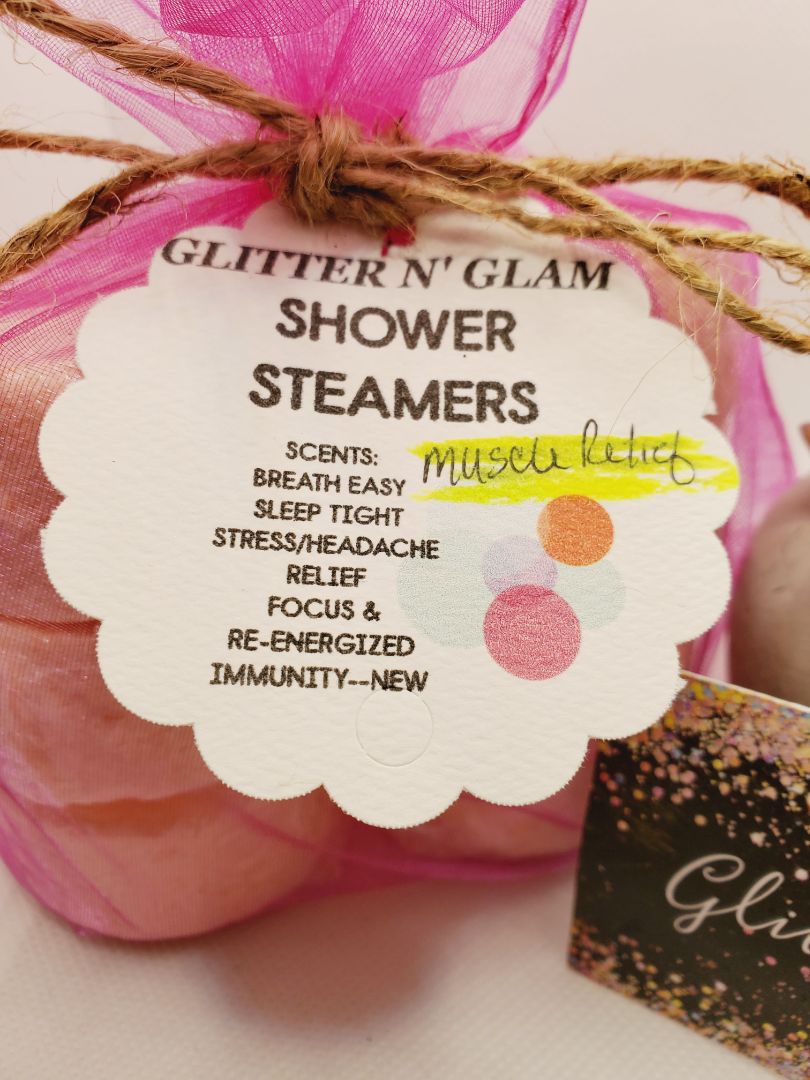 GLITTER N' GLAM
SHOWER
STEAMERS
SCENTS:
Muscle Relief
BREATH EASY
SLEEP TIGHT
STRESS/HEADACHE
RELIEF
FOCUS &
RE-ENERGIZED
IMMUNITY--NEW